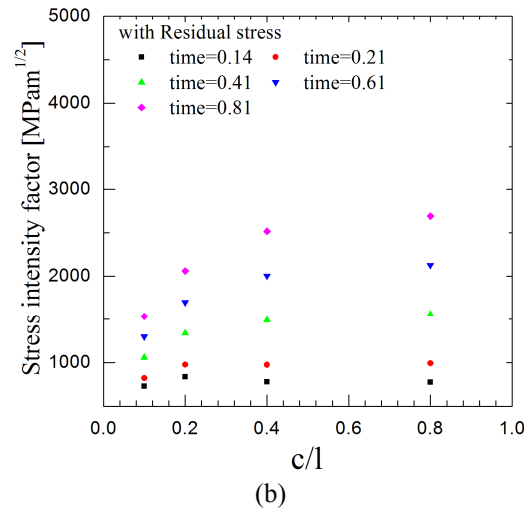 5000
4000
3000
2000
1000
Stress intensity factor [MPam^{1/2}]
with Residual stress
time=0.14 time=0.21
time=0.41 time=0.61
time=0.81
0.0 0.2 0.4 0.6 0.8 1.0
c/l
(b)